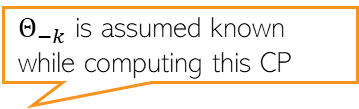 Θ₋ₖ is assumed known
while computing this CP